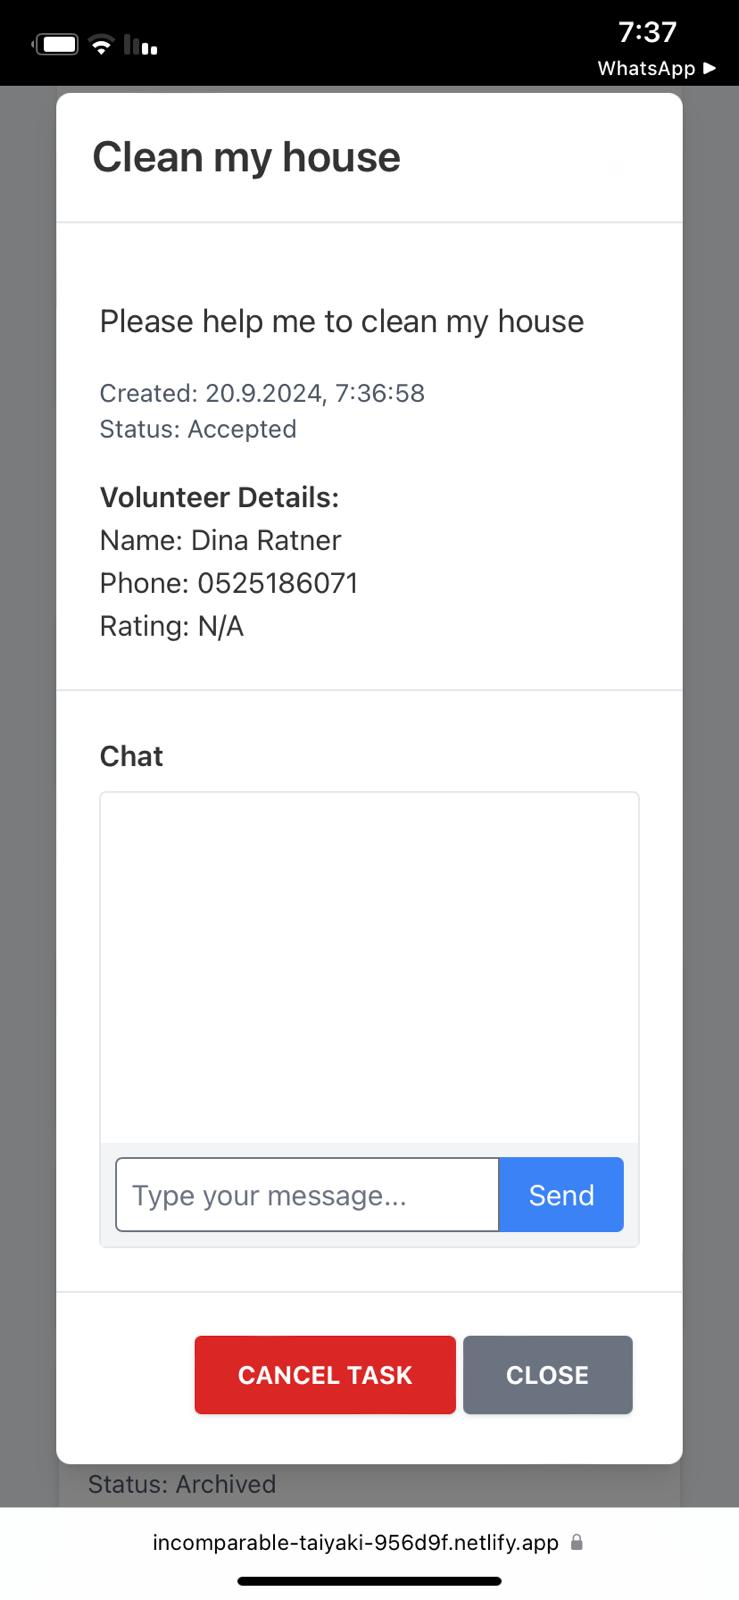 7:37
WhatsApp
Clean my house
Please help me to clean my house
Created: 20.9.2024, 7:36:58
Status: Accepted
Volunteer Details:
Name: Dina Ratner
Phone: 0525186071
Rating: N/A
Chat
Type your message...
Send
CANCEL TASK
CLOSE
Status: Archived
incomparable-taiyaki-956d9f.netlify.app